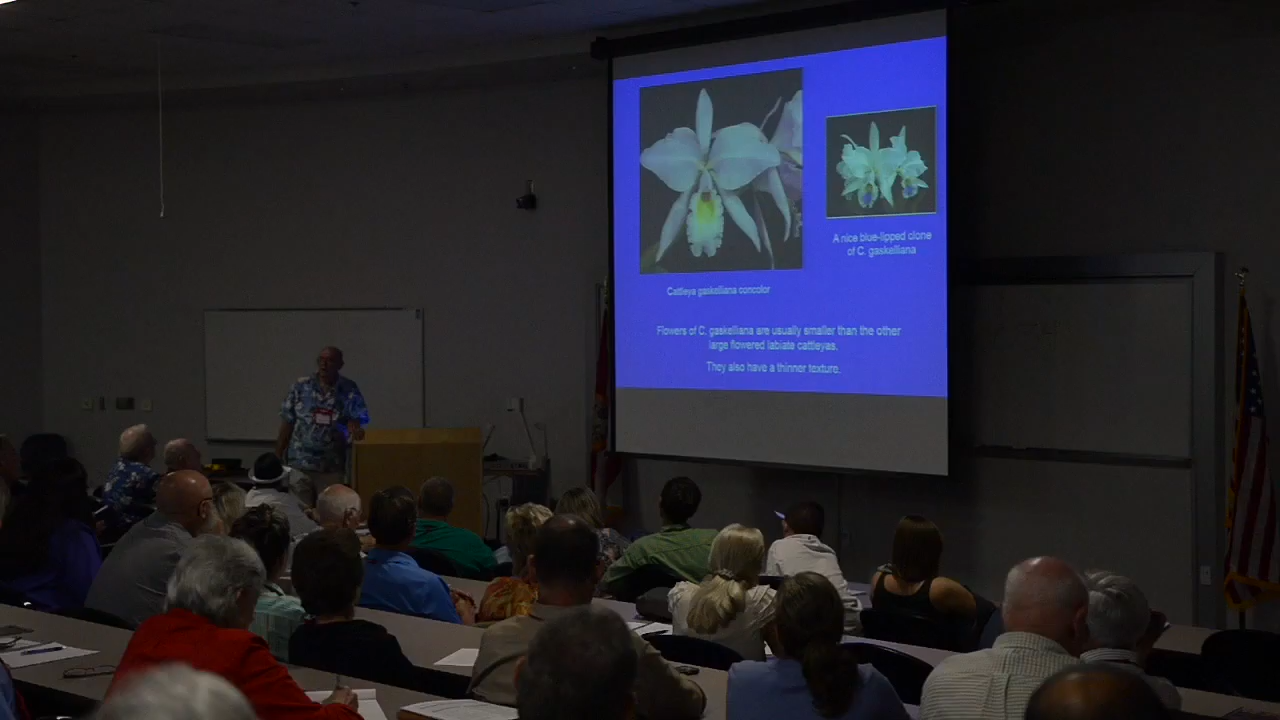 A nice blue-lipped clone
of C. gaskelliana
Cattleya gaskelliana concolor
Flowers of C. gaskelliana are usually smaller than the other
large flowered labiate cattleyas.
They also have a thinner texture.